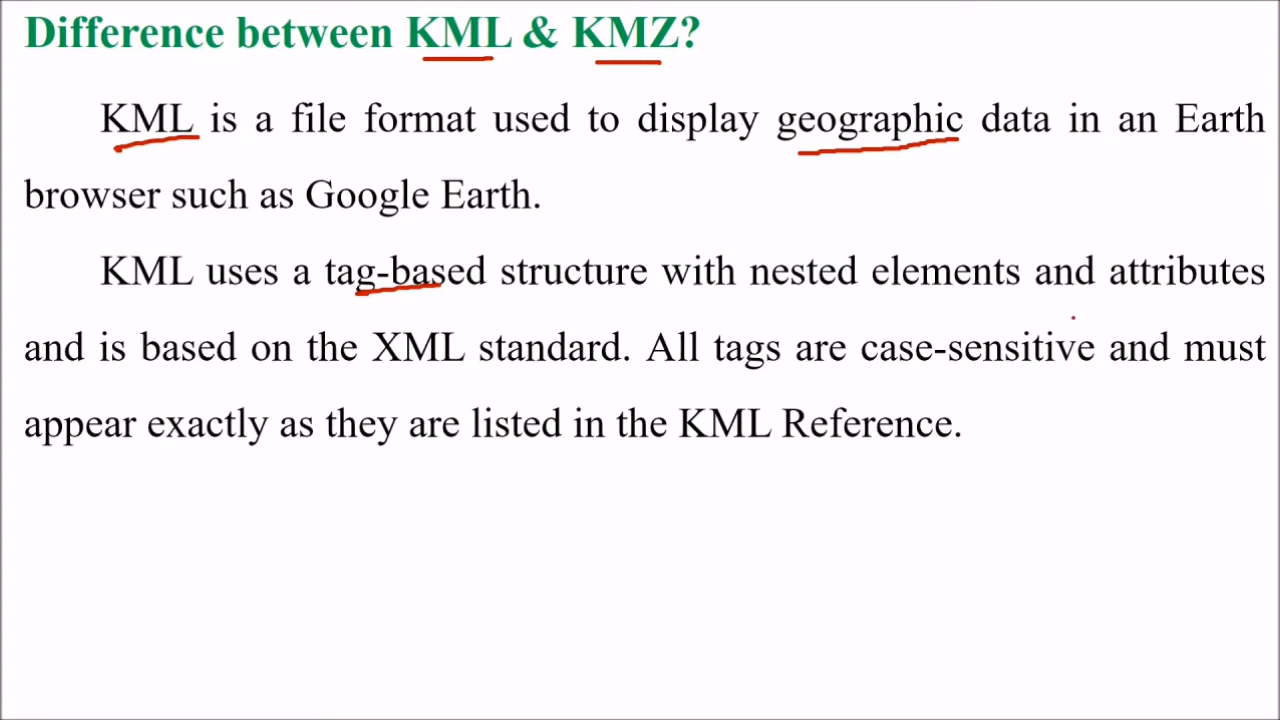 Difference between KML & KMZ?
KML is a file format used to display geographic data in an Earth
browser such as Google Earth.
KML uses a tag-based structure with nested elements and attributes
and is based on the XML standard. All tags are case-sensitive and must
appear exactly as they are listed in the KML Reference.